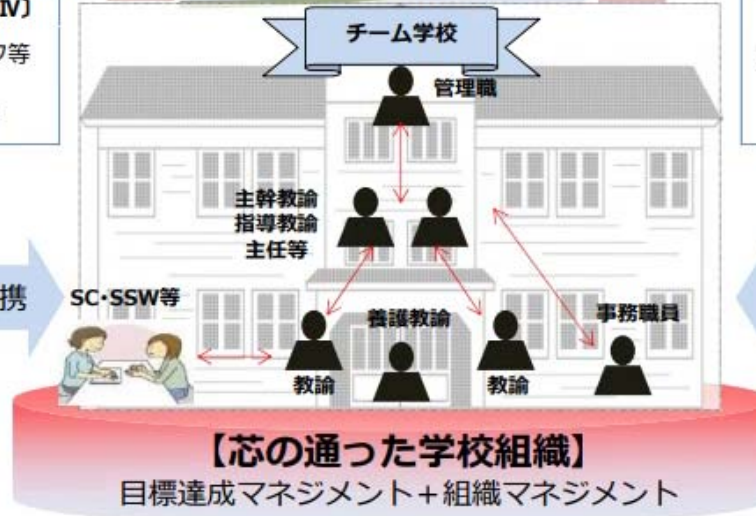 Ⅳ〕
等
チーム学校
管理職
主幹教諭
指導教諭
主任等
携
SC・SSW等
養護教諭
事務職員
教諭
教諭
【芯の通った学校組織】
目標達成マネジメント＋組織マネジメント